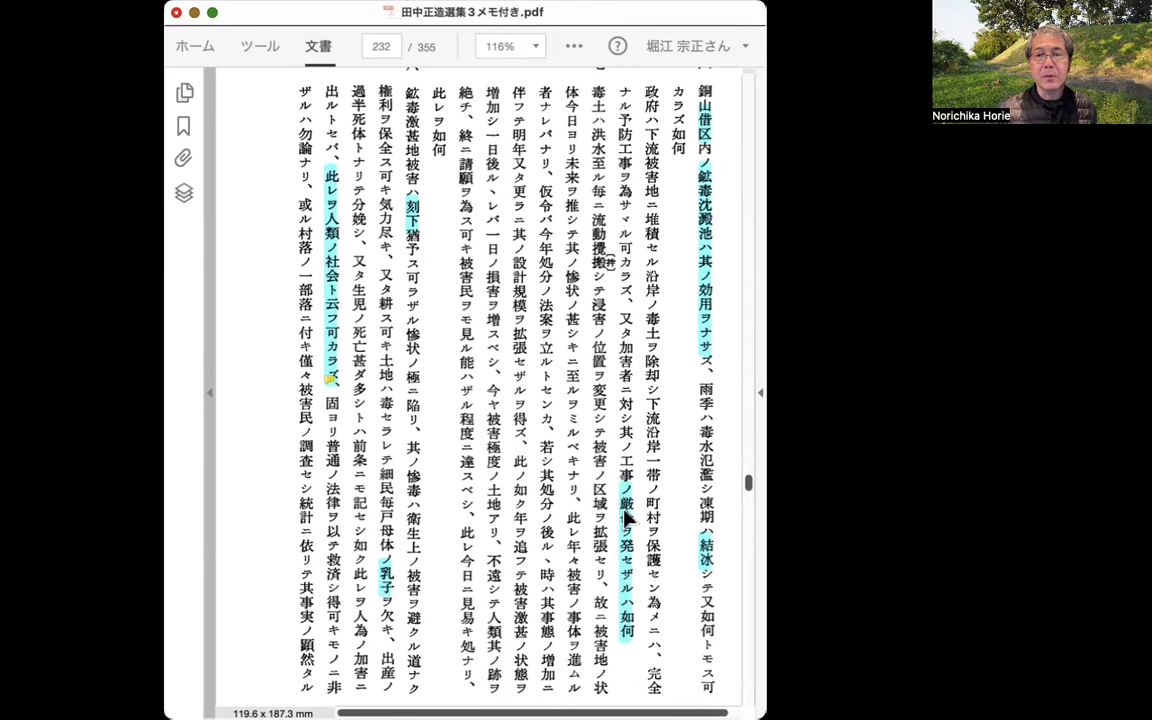 田中正造選集3メモ付き.pdf
ホーム
ツール
文書
232 / 355
116%
堀江 宗正さん
Norichika Horie
銅山借区内ノ鉱毒沈澱池ハ其ノ効用ヲナサズ、雨季ハ毒水氾濫シ凍期ハ結氷シテ又如何トモス可
カラズ如何
政府ハ下流被害地ニ堆積セル沿岸ノ毒土ヲ除却シ下流沿岸一帯ノ町村ヲ保護セン為メニハ、完全
ナル予防工事ヲ為サヾル可カラズ、又タ加害者ニ対シ其ノ工事ノ厳 ヲ発セザルハ如何
毒土ハ洪水至ル毎ニ流動攪搬シテ浸害ノ位置ヲ変更シテ被害ノ区域ヲ拡張セリ、故ニ被害地ノ状
体今日ヨリ未来ヲ推シテ其ノ惨状ノ甚シキニ至ルヲミルベキナリ、此レ年々被害ノ事体ヲ進ムル
者ナレバナリ、仮令バ今年処分ノ法案ヲ立ルトセンカ、若シ其処分ノ後ルヽ時ハ其事態ノ増加ニ
伴フテ明年又タ更ラニ其ノ設計規模ヲ拡張セザルヲ得ズ、此ノ如ク年ヲ追フテ被害激甚ノ状態ヲ
増加シ一日後ルヽレバ一日ノ損害ヲ増スベシ、今ヤ被害極度ノ土地アリ、不遠シテ人類其ノ跡ヲ
絶チ、終ニ請願ヲ為ス可キ被害民ヲモ見ル能ハザル程度ニ達スベシ、此レ今日ニ見易キ処ナリ、
此レヲ如何
鉱毒激甚地被害ハ刻下猶予ス可ラザル惨状ノ極ニ陥リ、其ノ惨毒ハ衛生上ノ被害ヲ避クル道ナク
権利ヲ保全ス可キ気力尽キ、又タ耕ス可キ土地ハ毒セラレテ細民毎戸母体ノ乳子ヲ欠キ、出産ノ
過半死体トナリテ分娩シ、又タ生児ノ死亡甚ダ多シトハ前条ニモ記セシ如ク此レヲ人為ノ加害ニ
出ルトセバ、此レヲ人類ノ社会ト云フ可カラズ、固ヨリ普通ノ法律ヲ以テ救済シ得可キモノニ非
ザルハ勿論ナリ、或ル村落ノ一部落ニ付キ僅々被害民ノ調査セシ統計ニ依リテ其事実ノ顕然タル
119.6 x 187.3 mm